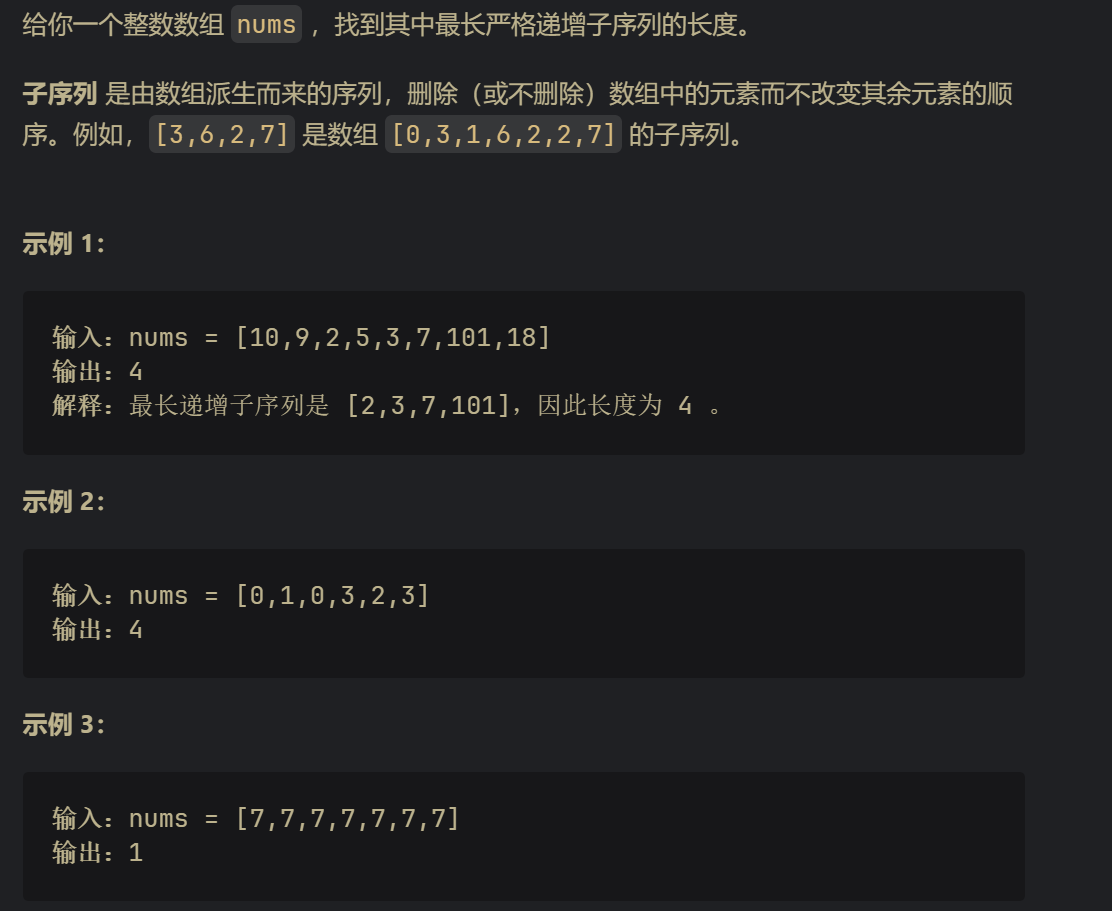 给你一个整数数组 nums ，找到其中最长严格递增子序列的长度。
子序列 是由数组派生而来的序列，删除（或不删除）数组中的元素而不改变其余元素的顺
序。例如，[3,6,2,7] 是数组 [0,3,1,6,2,2,7] 的子序列。
示例 1：
输入：nums = [10,9,2,5,3,7,101,18]
输出：4
解释：最长递增子序列是 [2,3,7,101]，因此长度为 4 。
示例 2：
输入：nums = [0,1,0,3,2,3]
输出：4
示例 3：
输入：nums = [7,7,7,7,7,7,7]
输出：1